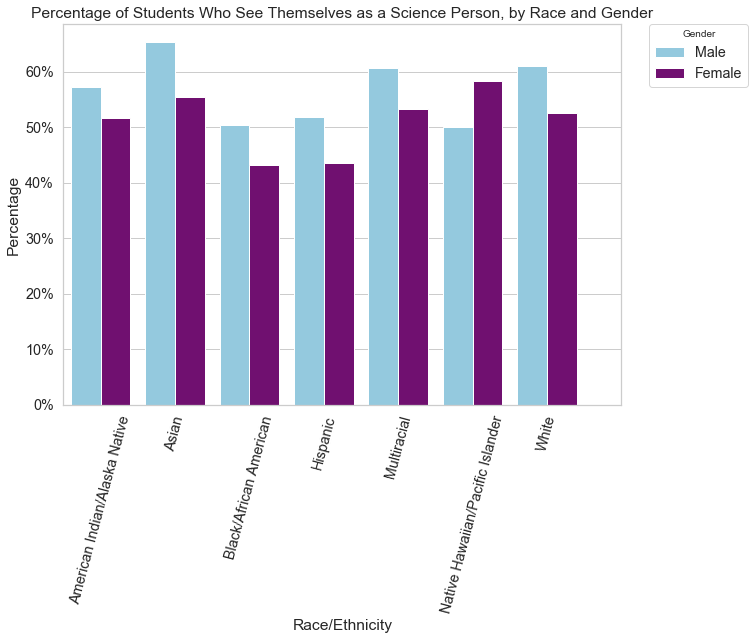 Percentage of Students Who See Themselves as a Science Person, by Race and Gender
Gender
Male
Female
Percentage
60%
50%
40%
30%
20%
10%
0%
American Indian/Alaska Native
Asian
Black/African American
Hispanic
Multiracial
Native Hawaiian/Pacific Islander
White
Race/Ethnicity